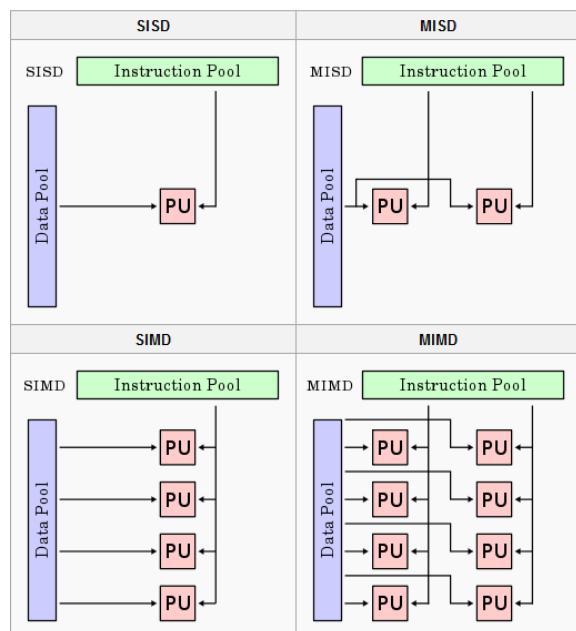 SISD
MISD
SISD
Instruction Pool
Data Pool
PU
MISD
Instruction Pool
Data Pool
PU
PU
SIMD
MIMD
SIMD
Instruction Pool
Data Pool
PU
PU
PU
PU
MIMD
Instruction Pool
Data Pool
PU
PU
PU
PU
PU
PU
PU
PU